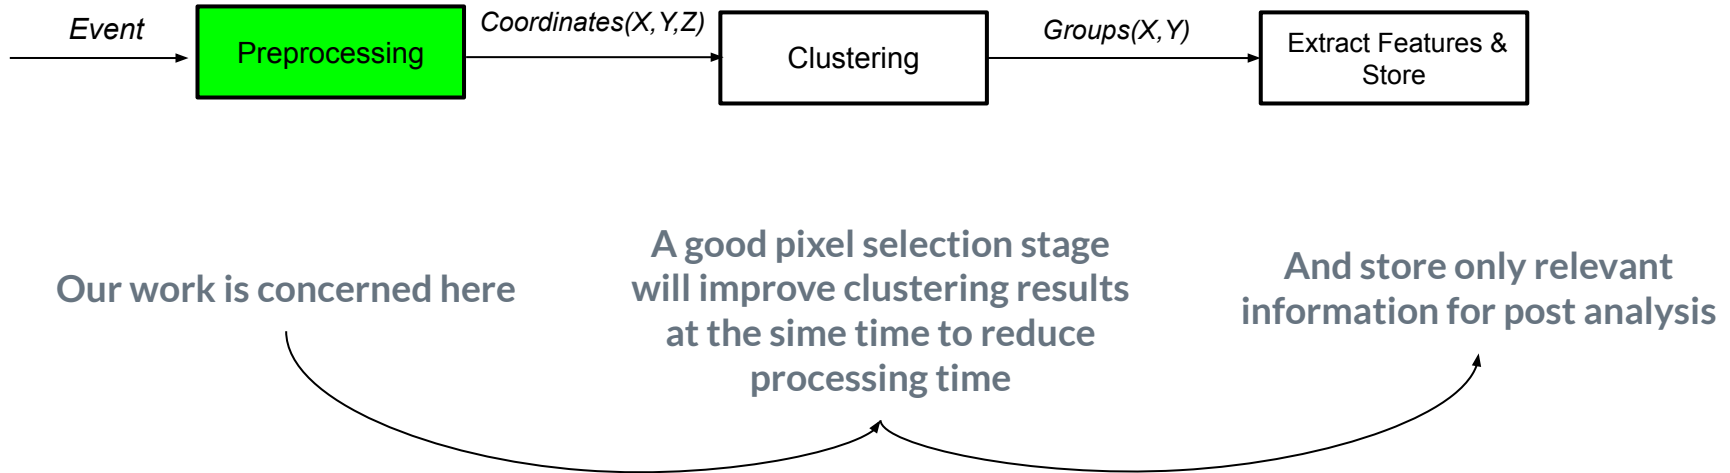 Event
Preprocessing
Coordinates(X,Y,Z)
Clustering
Groups(X,Y)
Extract Features &
Store
Our work is concerned here
A good pixel selection stage
will improve clustering results
at the sime time to reduce
processing time
And store only relevant
information for post analysis